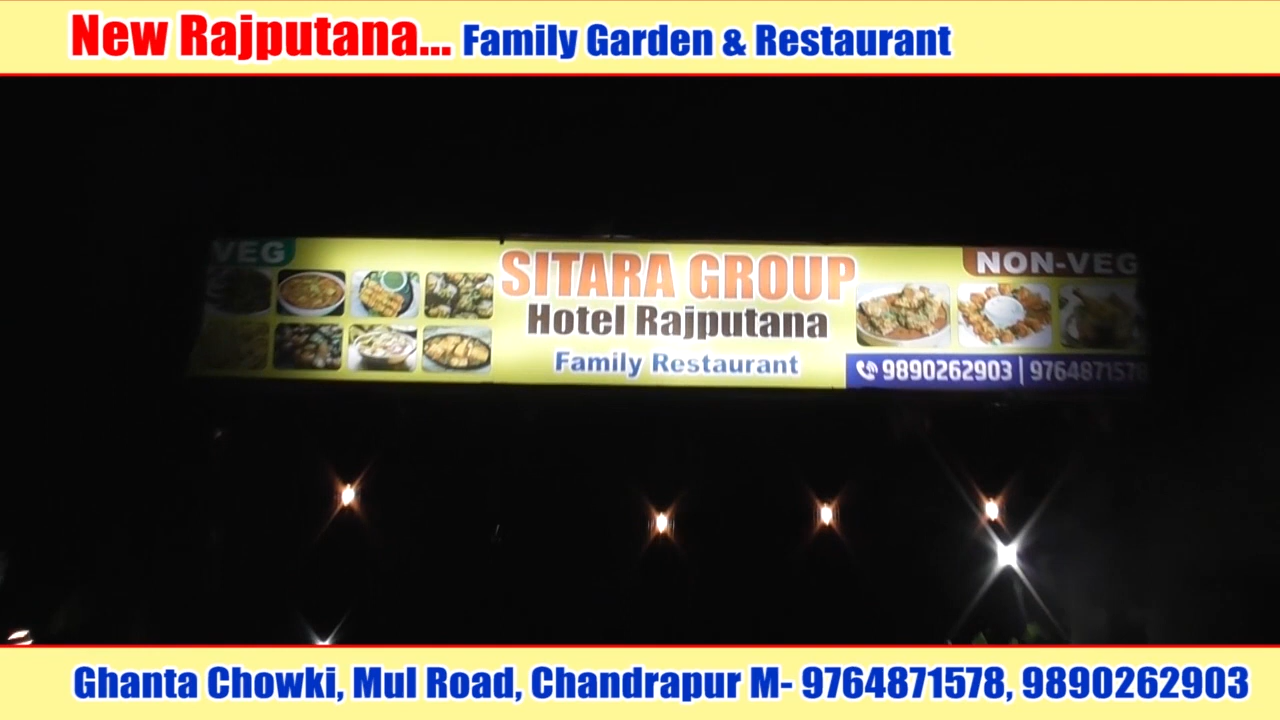 New Rajputana... Family Garden & Restaurant
VEG
SITARA GROUP
NON-VEG
Hotel Rajputana
Family Restaurant
9890262903 | 9764871578
Ghanta Chowki, Mul Road, Chandrapur M- 9764871578, 9890262903